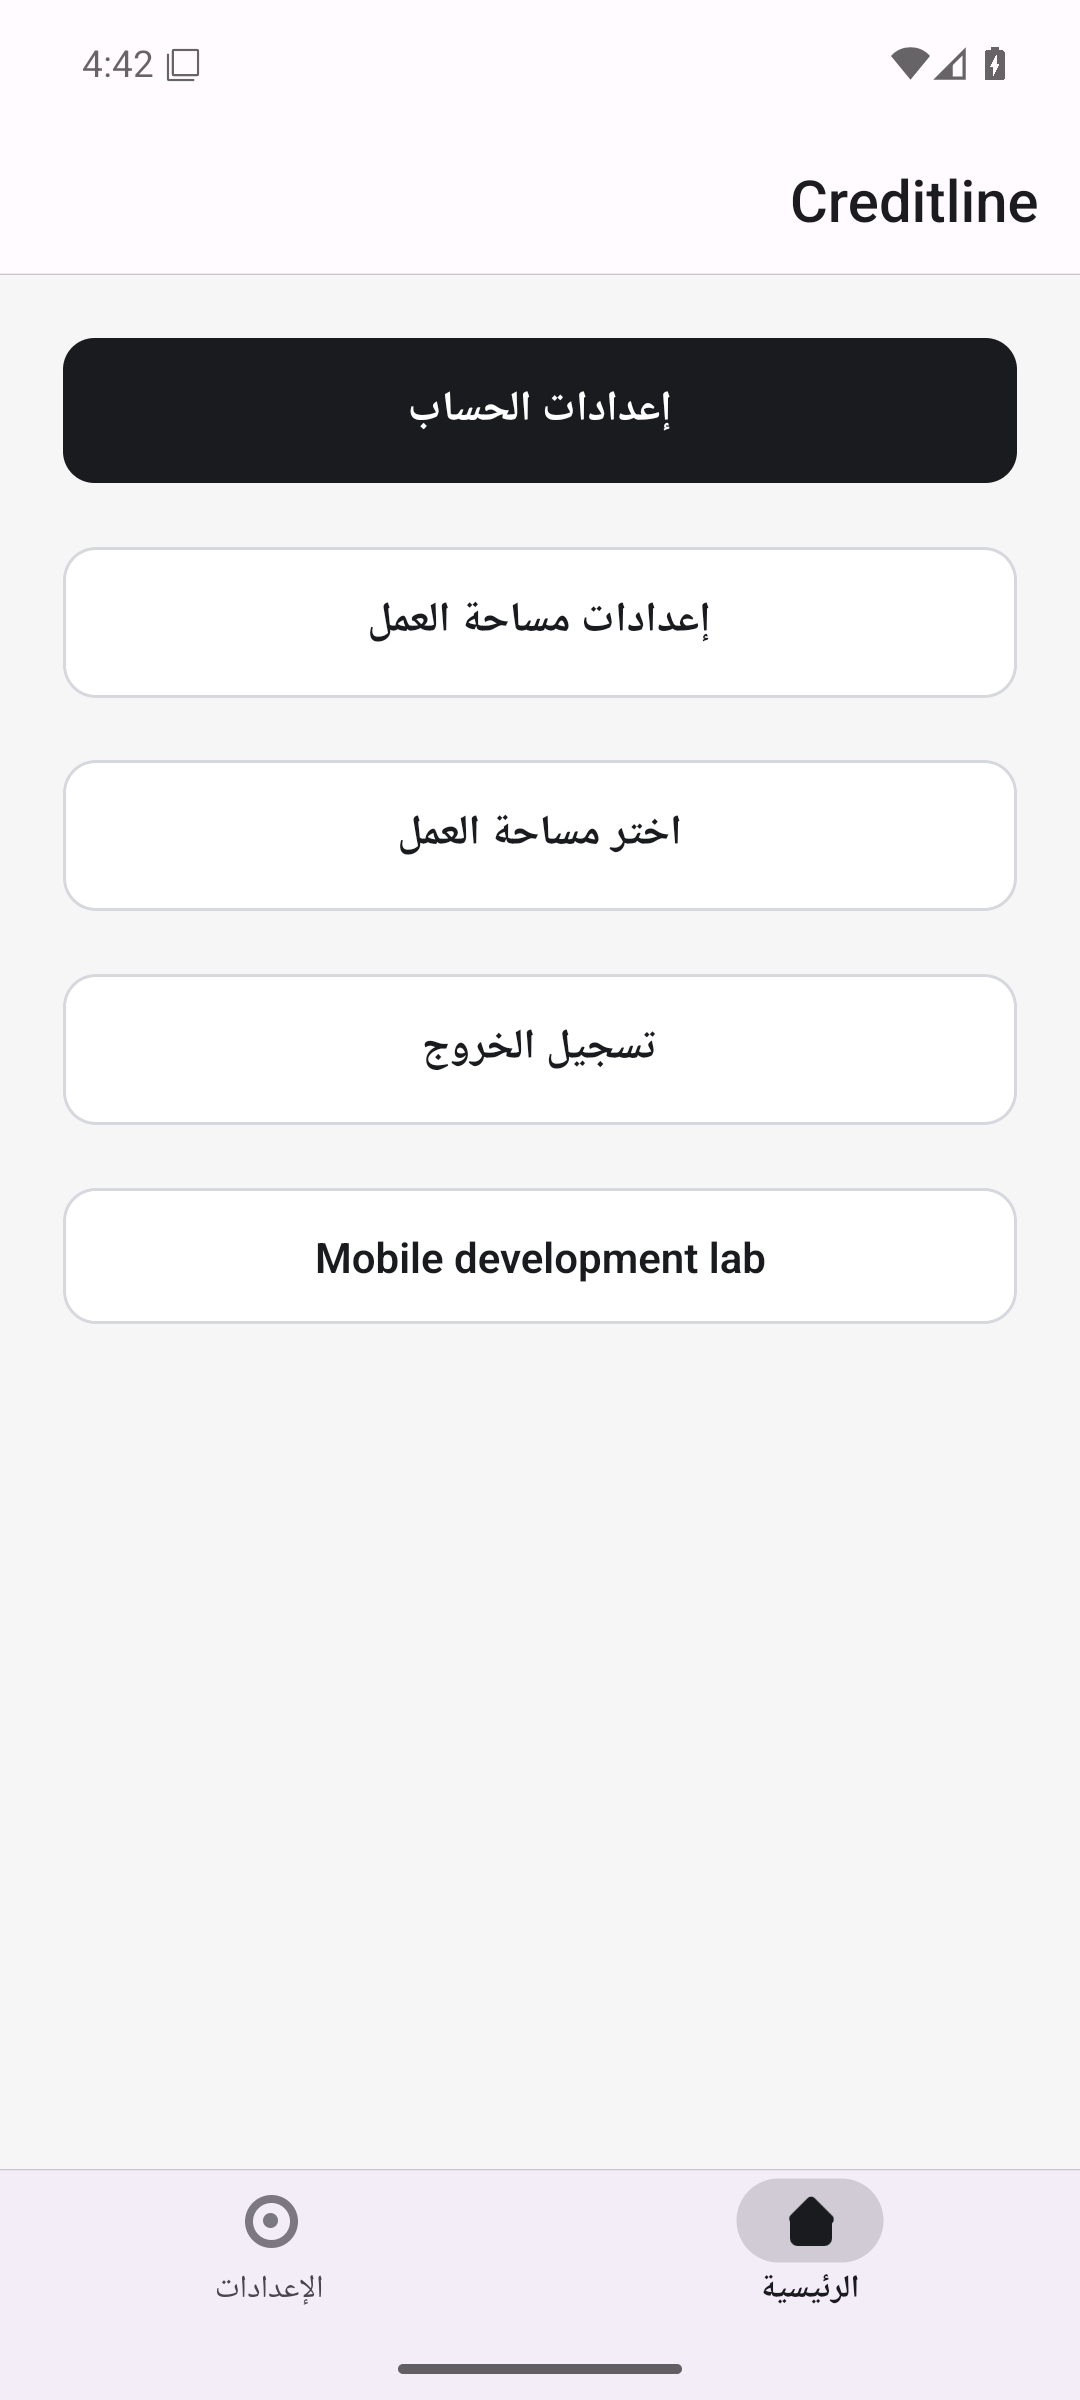 4:42
Creditline
إعدادات الحساب
إعدادات مساحة العمل
اختر مساحة العمل
تسجيل الخروج
Mobile development lab
الرئيسية
الإعدادات